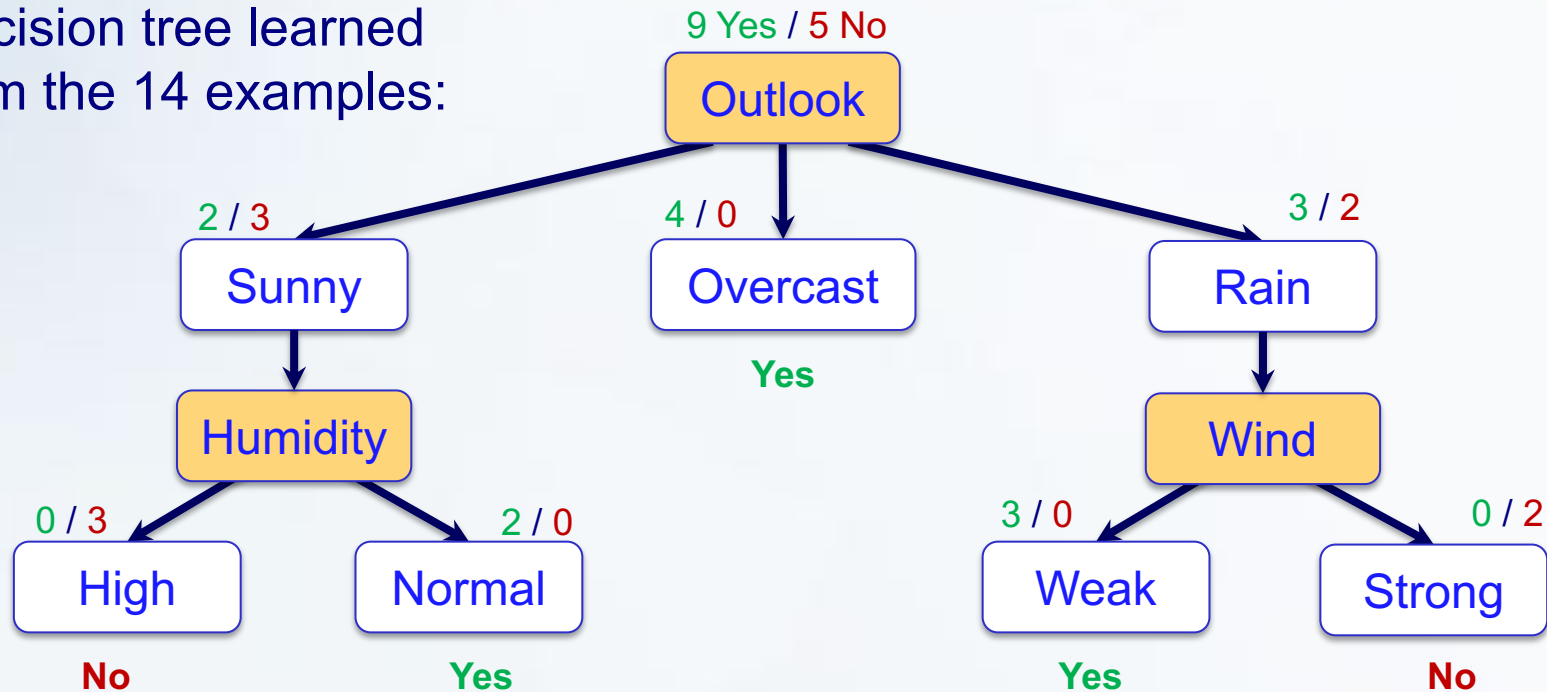 cision tree learned
m the 14 examples:
9 Yes / 5 No
Outlook
2 / 3
4 / 0
3 / 2
Sunny
Overcast
Rain
Yes
Humidity
Wind
0 / 3
2 / 0
3 / 0
0 / 2
High
Normal
Weak
Strong
No
Yes
Yes
No